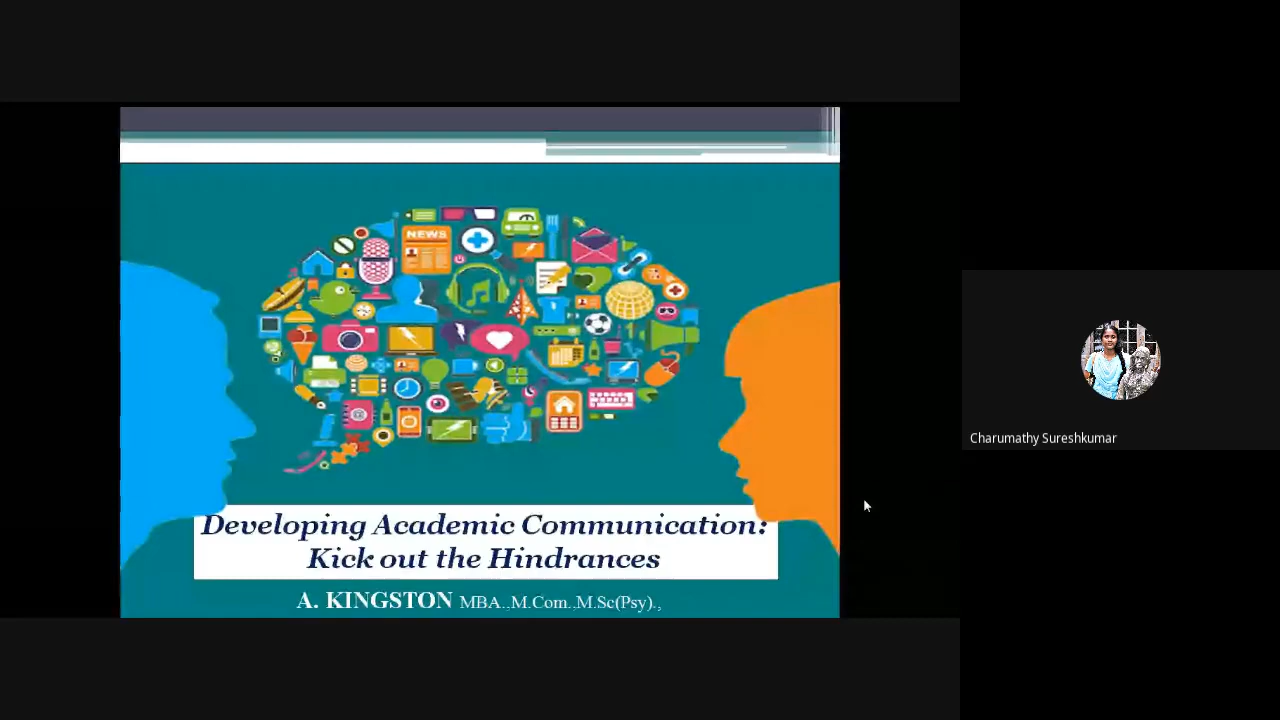 NEWS
Developing Academic Communication:
Kick out the Hindrances
A. KINGSTON MBA.,M.Com.,M.Sc(Psy).,
Charumathy Sureshkumar